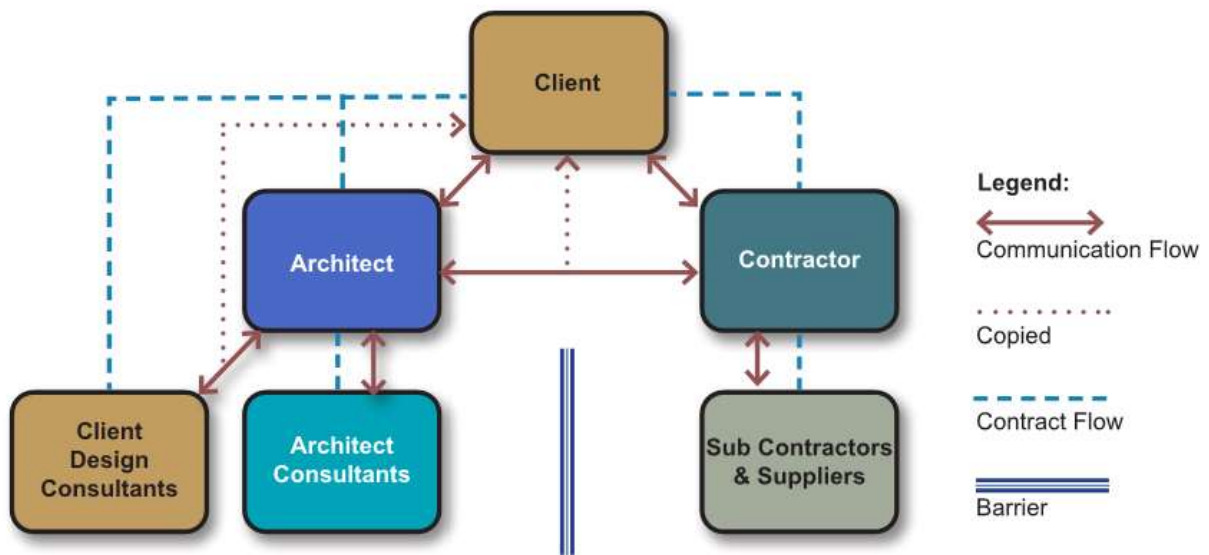 Client
Architect
Contractor
Client
Design
Consultants
Architect
Consultants
Sub Contractors
& Suppliers
Legend:
Communication Flow
Copied
Contract Flow
Barrier